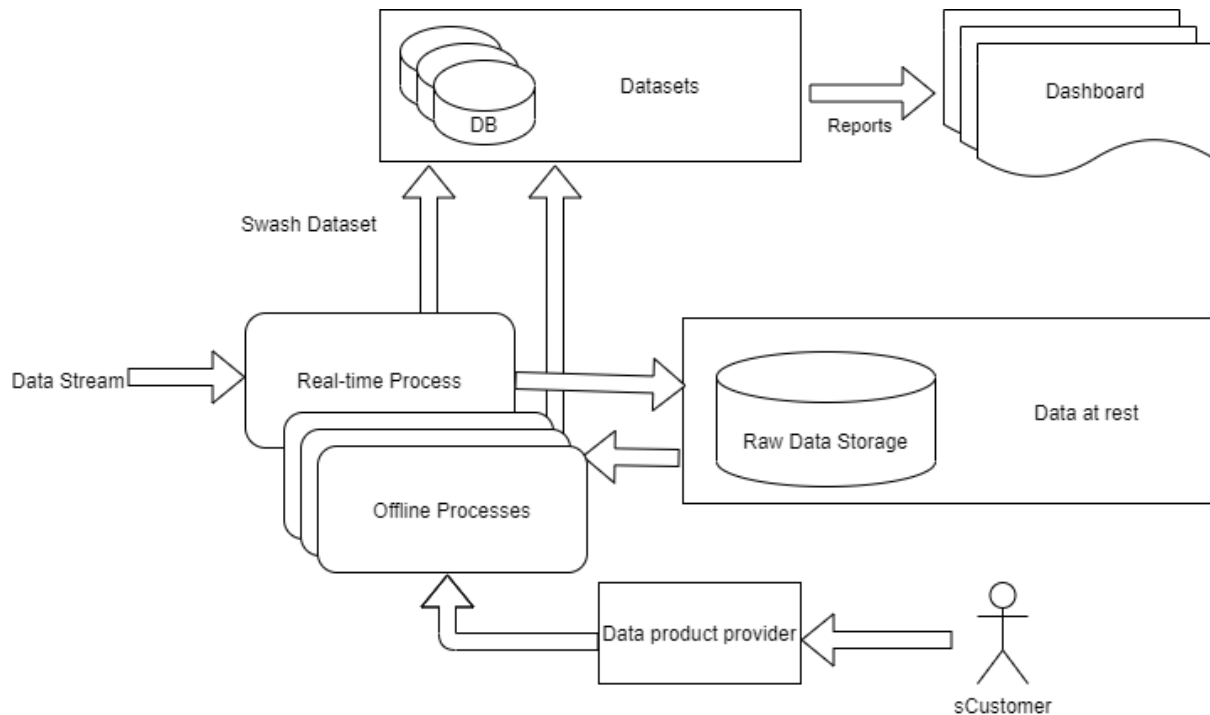 Datasets
DB
Dashboard
Reports
Swash Dataset
Data Stream
Real-time Process
Data at rest
Raw Data Storage
Offline Processes
Data product provider
sCustomer